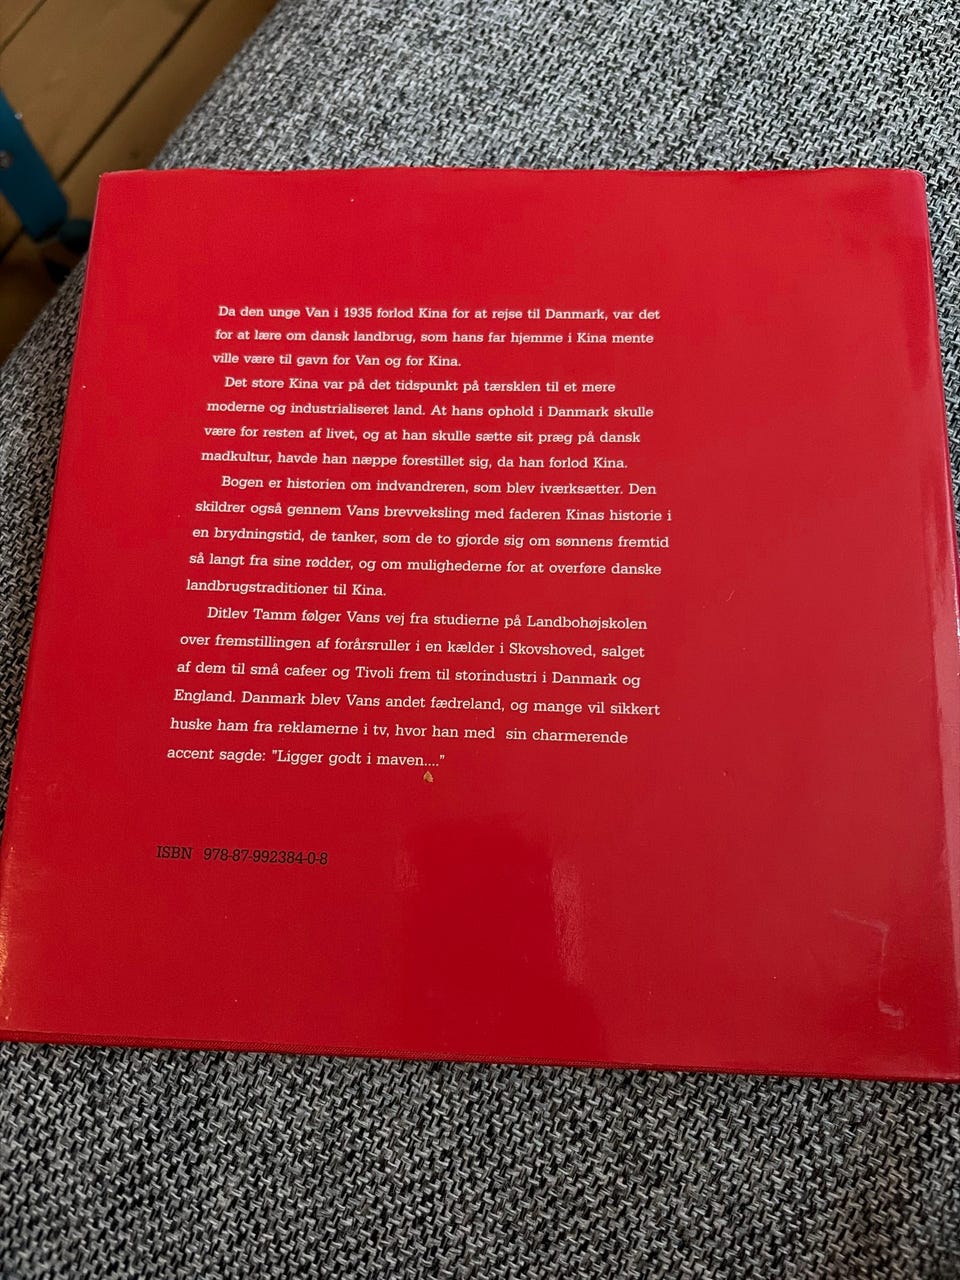 Da den unge Van i 1935 forlod Kina for at rejse til Danmark, var det
for at lære om dansk landbrug, som hans far hjemme i Kina mente
ville være til gavn for Van og for Kina.
Det store Kina var på det tidspunkt på tærsklen til et mere
moderne og industrialiseret land. At hans ophold i Danmark skulle
være for resten af livet, og at han skulle sætte sit præg på dansk
madkultur, havde han næppe forestillet sig, da han forlod Kina.
Bogen er historien om indvandreren, som blev iværksætter. Den
skildrer også gennem Vans brevveksling med faderen Kinas historie i
en brydningstid, de tanker, som de to gjorde sig om sønnens fremtid
så langt fra sine rødder, og om mulighederne for at overføre danske
landbrugstraditioner til Kina.
Ditlev Tamm følger Vans vej fra studierne på Landbohøjskolen
over fremstillingen af forårsruller i en kælder i Skovshoved, salget
af dem til små cafeer og Tivoli frem til storindustri i Danmark og
England. Danmark blev Vans andet fædreland, og mange vil sikkert
huske ham fra reklamerne i tv, hvor han med sin charmerende
accent sagde: "Ligger godt i maven...."
ISBN 978-87-992384-0-8